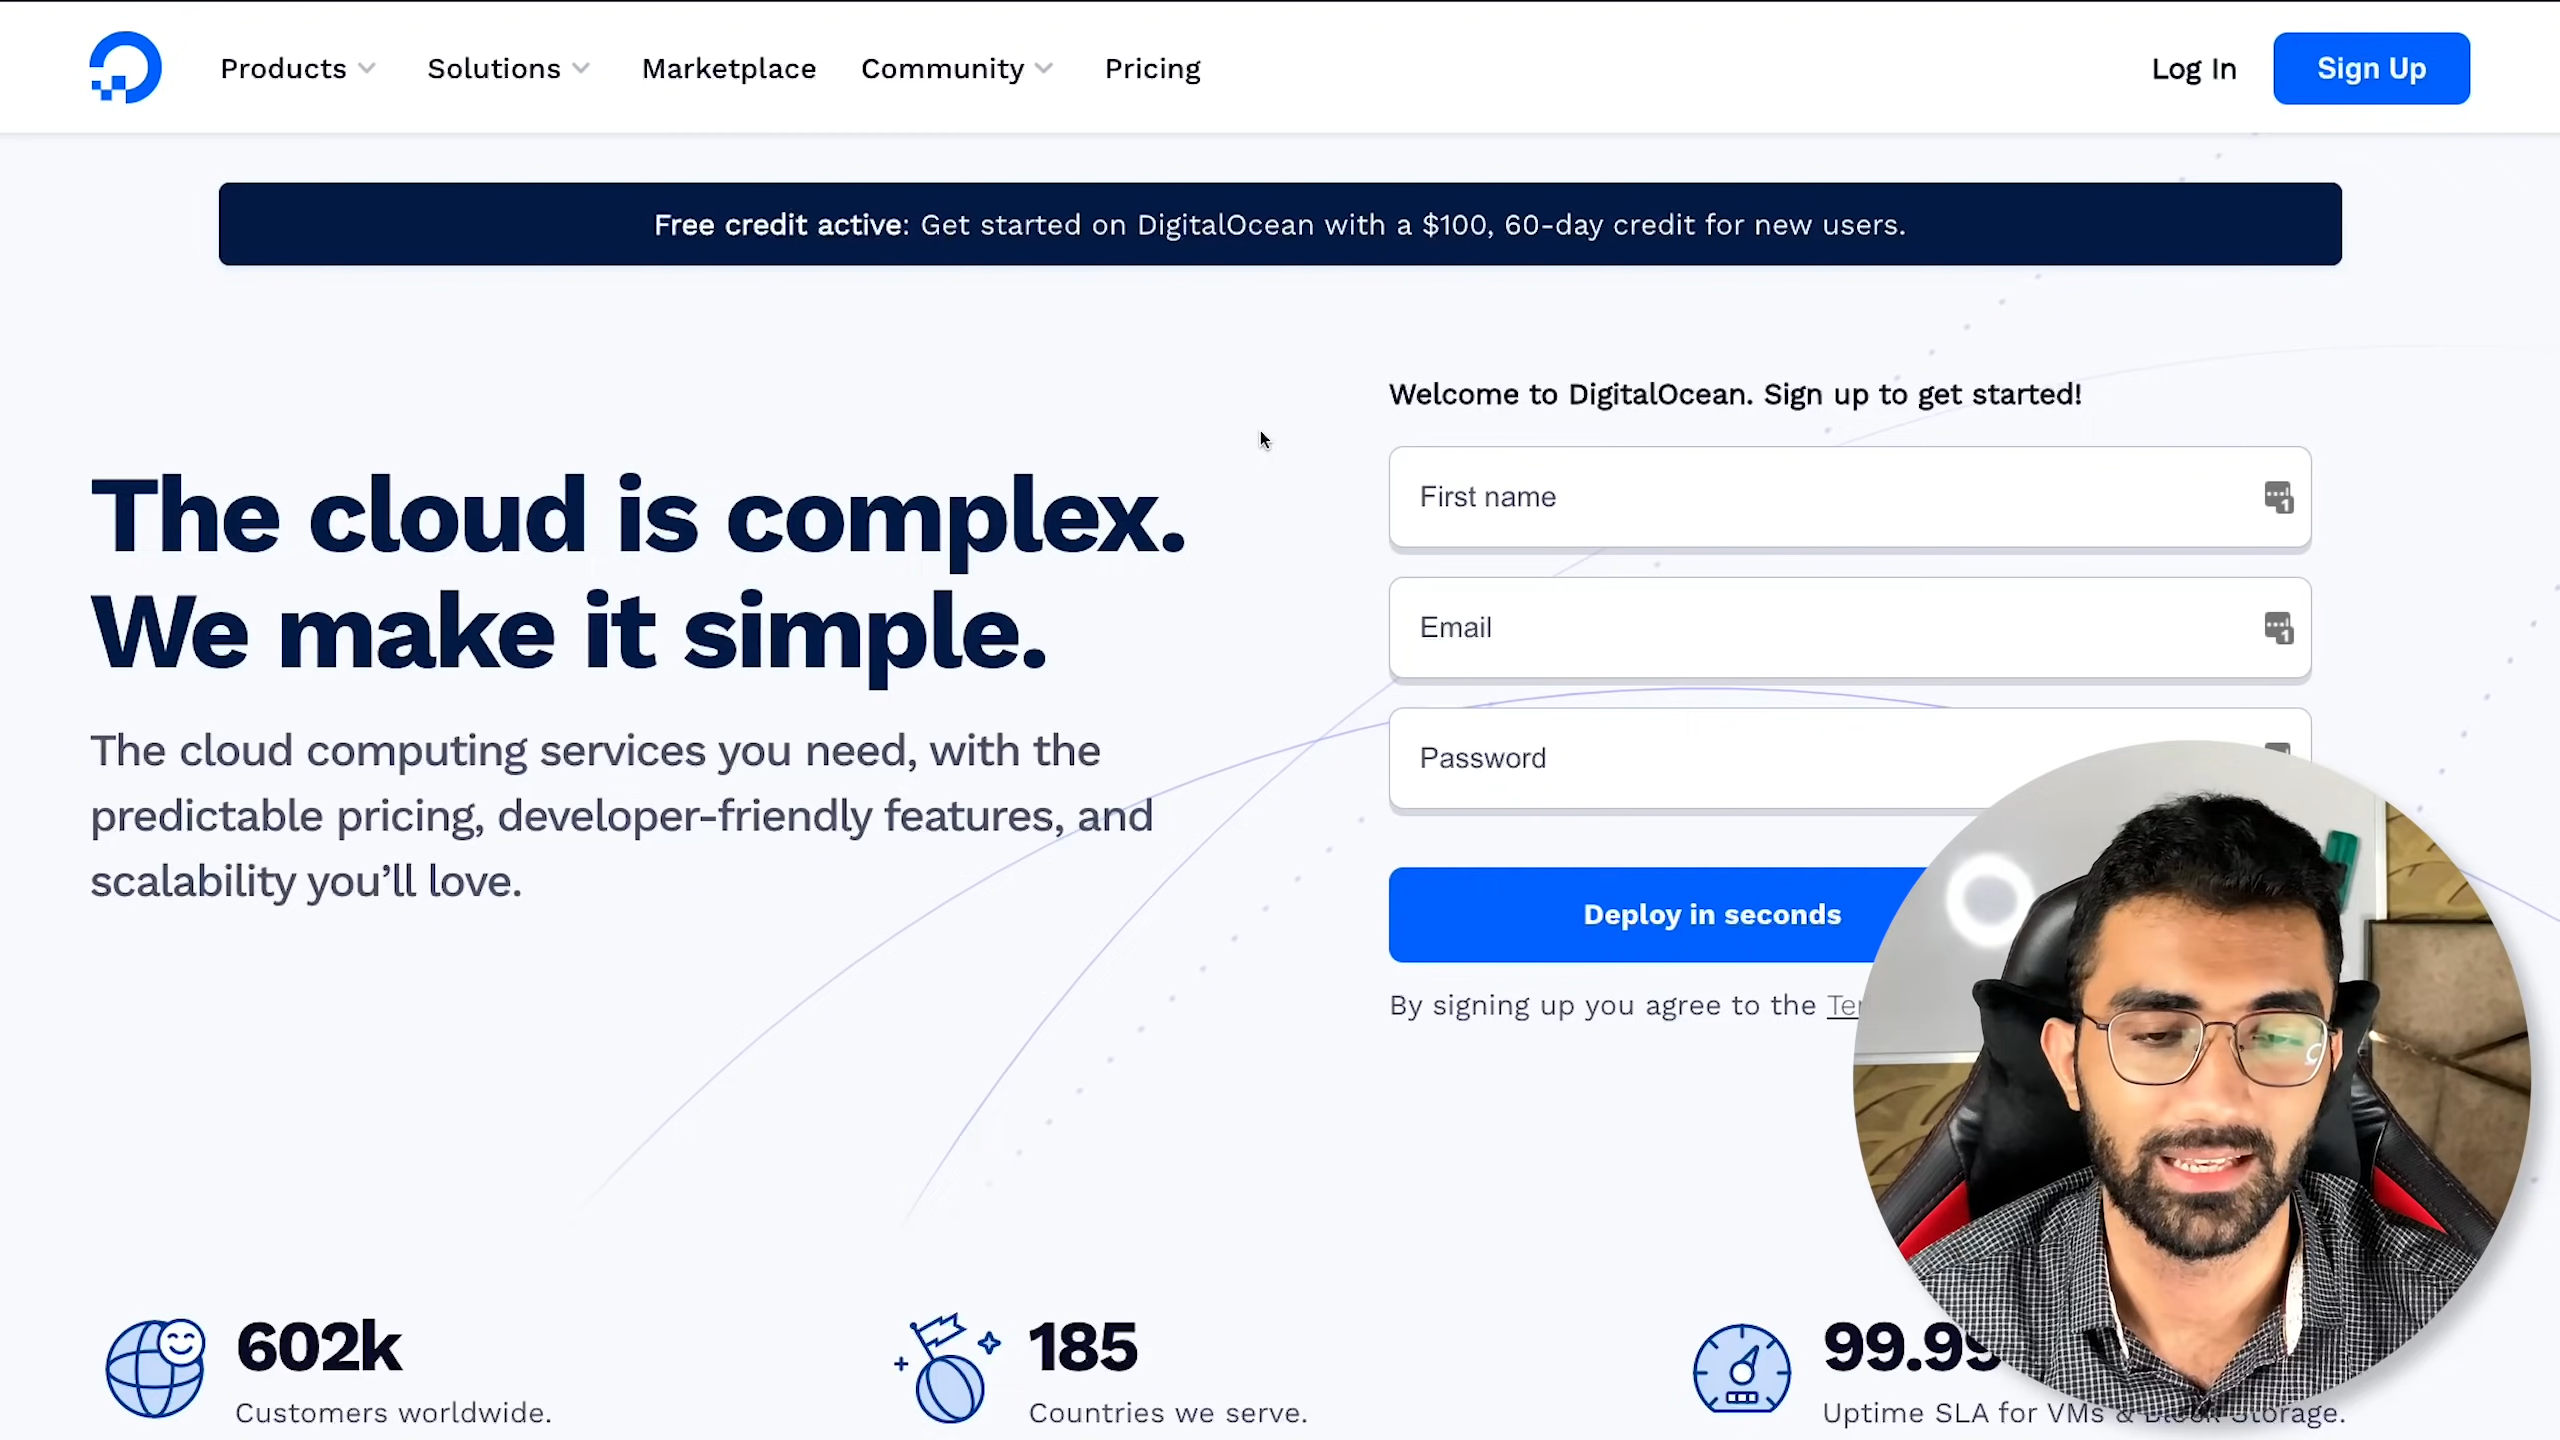 Products
Solutions
Marketplace
Community
Pricing
Log In
Sign Up
Free credit active: Get started on DigitalOcean with a $100, 60-day credit for new users.
Welcome to DigitalOcean. Sign up to get started!
First name
Email
Password
Deploy in seconds
By signing up you agree to the
The cloud is complex.
We make it simple.
The cloud computing services you need, with the
predictable pricing, developer-friendly features, and
scalability you’ll love.
602k
Customers worldwide.
185
Countries we serve.
99.99
Uptime SLA for VMs & Block Storage.